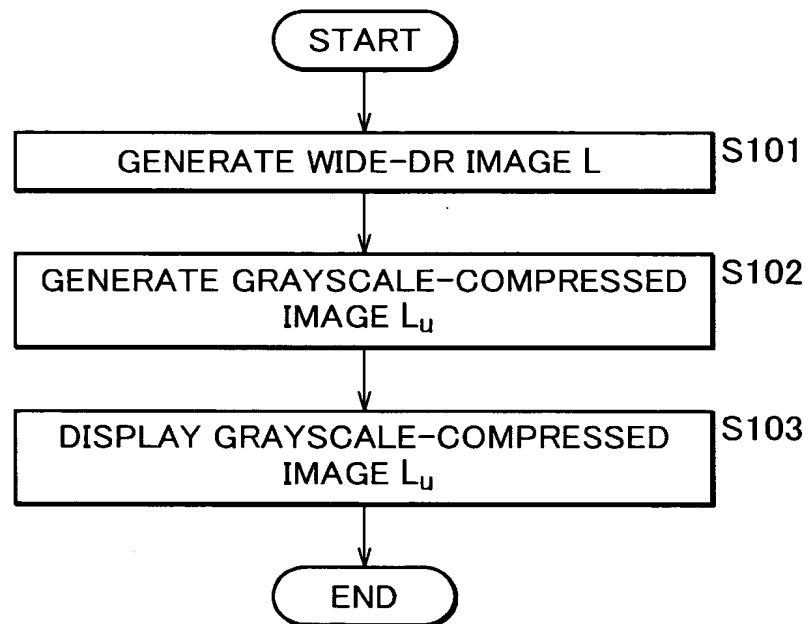 START
GENERATE WIDE-DR IMAGE L
S101
GENERATE GRAYSCALE-COMPRESSED
IMAGE Lu
S102
DISPLAY GRAYSCALE-COMPRESSED
IMAGE Lu
S103
END